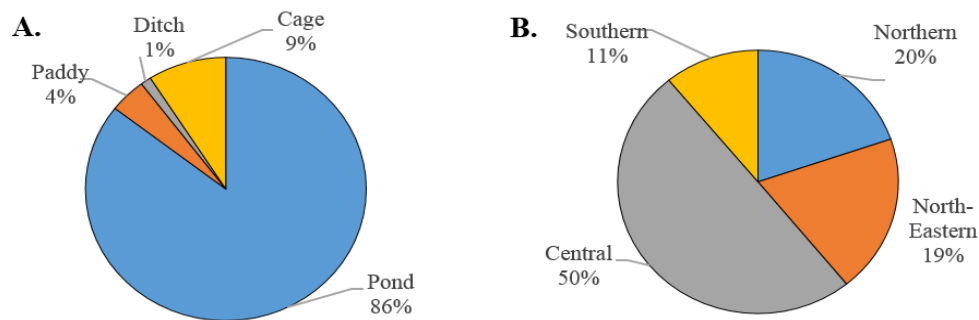 A.
Ditch
1%
Cage
9%
Paddy
4%
Pond
86%
B.
Southern
11%
Northern
20%
North-
Eastern
19%
Central
50%